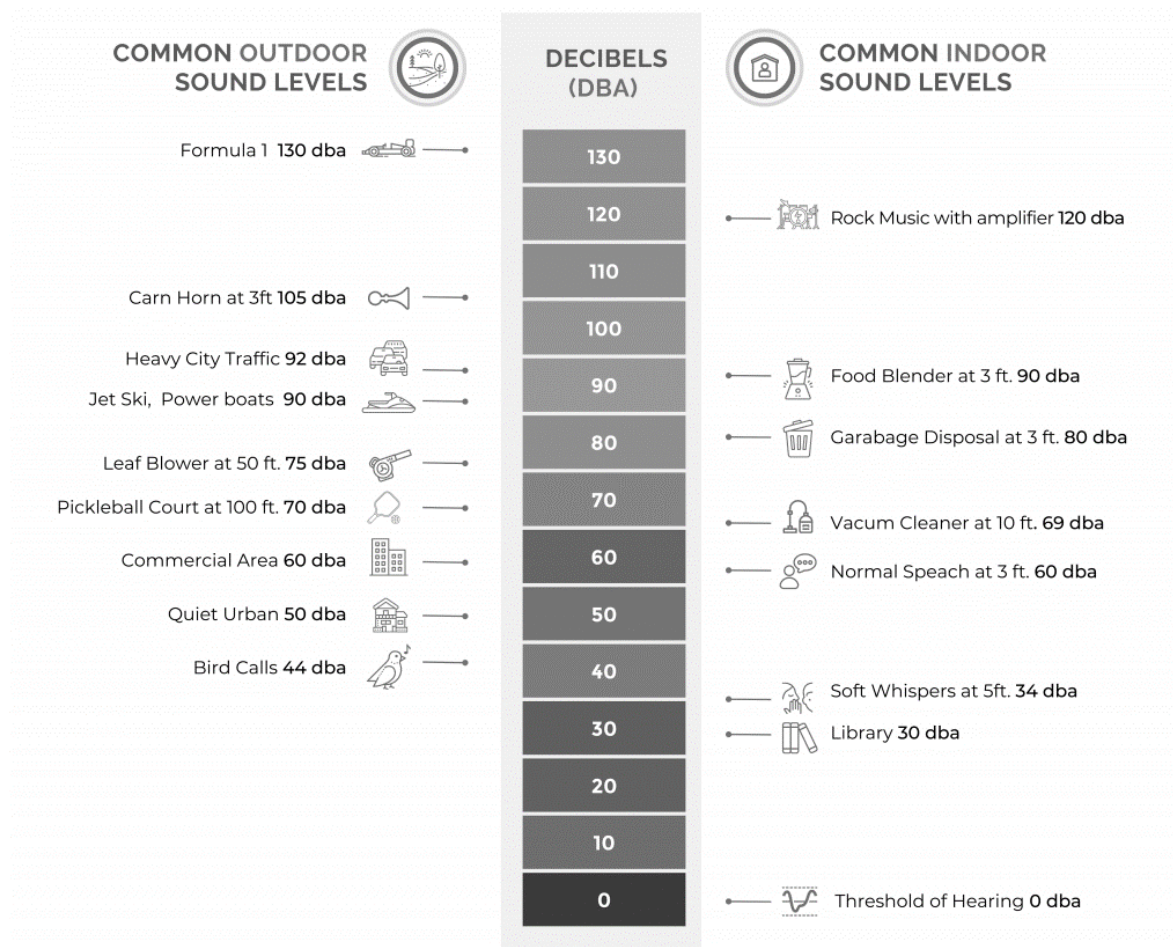 COMMON OUTDOOR
SOUND LEVELS
Formula 1 130 dba
Carn Horn at 3ft 105 dba
Heavy City Traffic 92 dba
Jet Ski, Power boats 90 dba
Leaf Blower at 50 ft. 75 dba
Pickleball Court at 100 ft. 70 dba
Commercial Area 60 dba
Quiet Urban 50 dba
Bird Calls 44 dba
DECIBELS
(DBA)
130
120
110
100
90
80
70
60
50
40
30
20
10
0
COMMON INDOOR
SOUND LEVELS
Rock Music with amplifier 120 dba
Food Blender at 3 ft. 90 dba
Garabage Disposal at 3 ft. 80 dba
Vacum Cleaner at 10 ft. 69 dba
Normal Speach at 3 ft. 60 dba
Soft Whispers at 5ft. 34 dba
Library 30 dba
Threshold of Hearing 0 dba